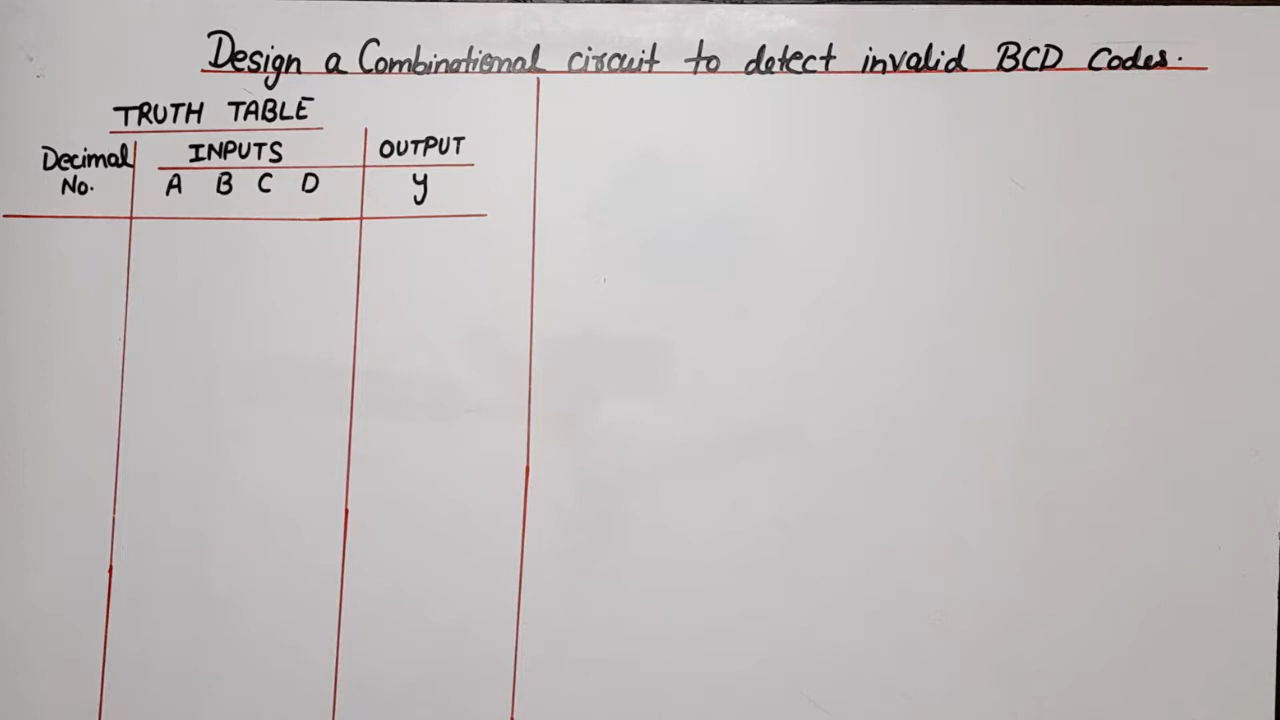 Design a Combinational circuit to detect invalid BCD Codes.
TRUTH TABLE
Decimal No.
INPUTS
OUTPUT
A B C D
y